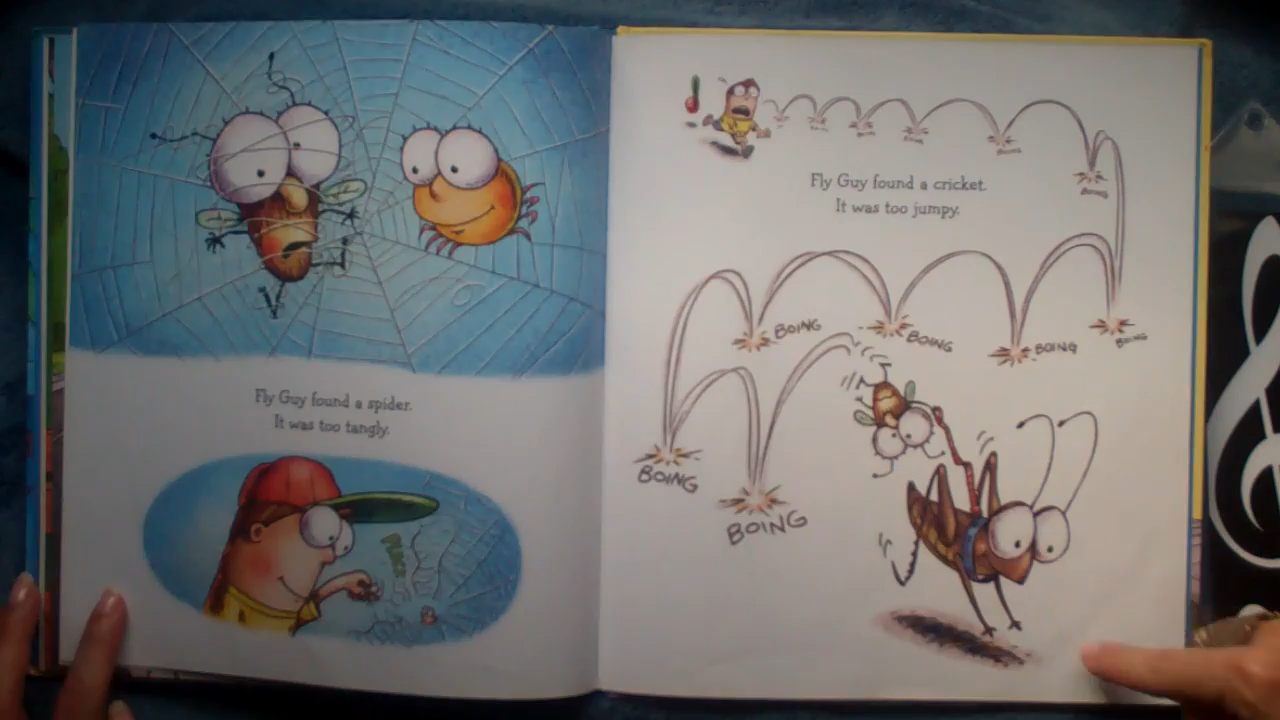 Fly Guy found a spider.
It was too tangly.
Fly Guy found a cricket.
It was too jumpy.
BOING
BOING
BOING
BOING
BOING
BOING